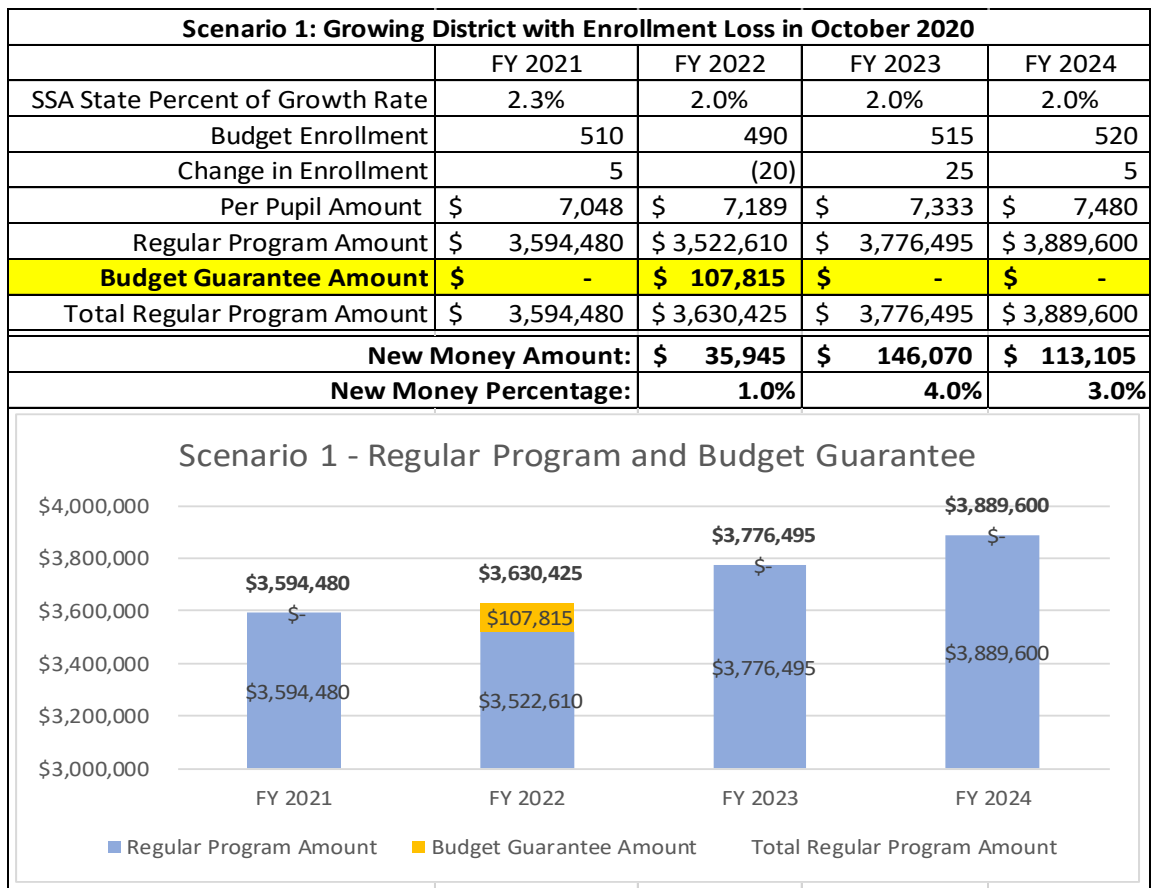 Scenario 1: Growing District with Enrollment Loss in October 2020
FY 2021 FY 2022 FY 2023 FY 2024
SSA State Percent of Growth Rate 2.3% 2.0% 2.0% 2.0%
Budget Enrollment 510 490 515 520
Change in Enrollment 5 (20) 25 5
Per Pupil Amount $ 7,048 $ 7,189 $ 7,333 $ 7,480
Regular Program Amount $ 3,594,480 $ 3,522,610 $ 3,776,495 $ 3,889,600
Budget Guarantee Amount $ - $ 107,815 $ - $ -
Total Regular Program Amount $ 3,594,480 $ 3,630,425 $ 3,776,495 $ 3,889,600
New Money Amount: $ 35,945 $ 146,070 $ 113,105
New Money Percentage: 1.0% 4.0% 3.0%
Scenario 1 - Regular Program and Budget Guarantee
$4,000,000
$3,800,000
$3,600,000
$3,400,000
$3,200,000
$3,000,000
$3,594,480
$-
$3,594,480
$3,630,425
$107,815
$3,522,610
$3,776,495
$-
$3,776,495
$3,889,600
$-
$3,889,600
FY 2021 FY 2022 FY 2023 FY 2024
Regular Program Amount Budget Guarantee Amount Total Regular Program Amount